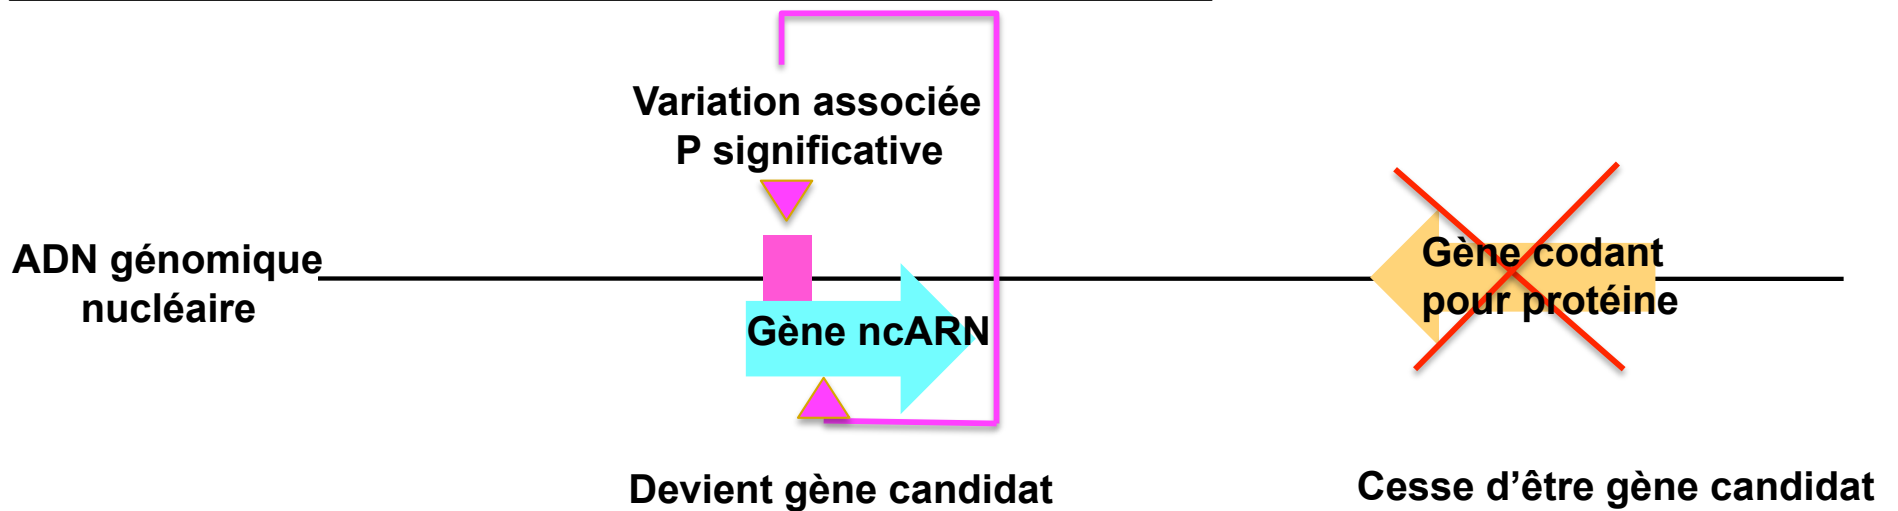 Variation associée
P significative
ADN génomique
nucléaire
Gène ncARN
Gène codant
pour protéine
Devient gène candidat
Cesse d’être gène candidat